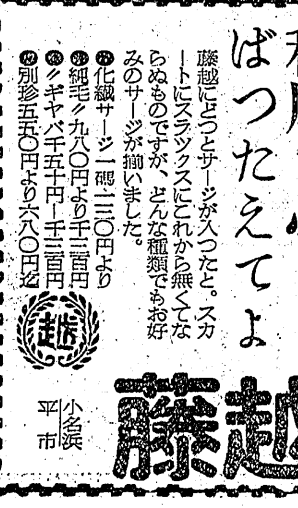 ばつたえてよ
藤越にどつとサージが入つたと。スカ
ートにスラツクスにこれから無くてな
らぬものですが、どんな種類でもお好
みのサージが揃いました。
化繊サージ一碼一三〇円より
純毛〃九八〇円より千三百円
〃ギヤバ千五十円ー千三百円
別珍五五〇円より六八〇円迄
越
小名浜
平市
藤越